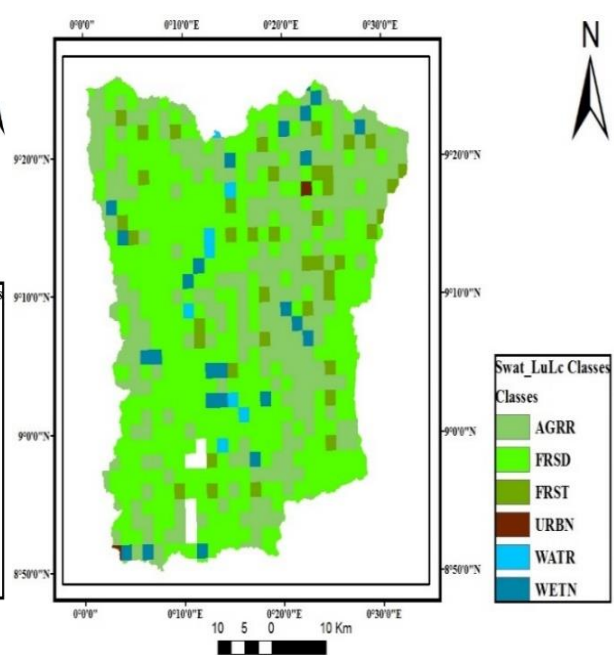 0°0'0" 0°10'0"E 0°20'0"E 0°30'0"E
N
9°20'0"N 9°20'0"N
9°10'0"N 9°10'0"N
9°0'0"N 9°0'0"N
8°50'0"N 8°50'0"N
Swat_LuLc Classes
Classes
AGRR
FRSD
FRST
URBN
WATR
WETN
0°0'0" 0°10'0"E 0°20'0"E 0°30'0"E
10 5 0 10 Km